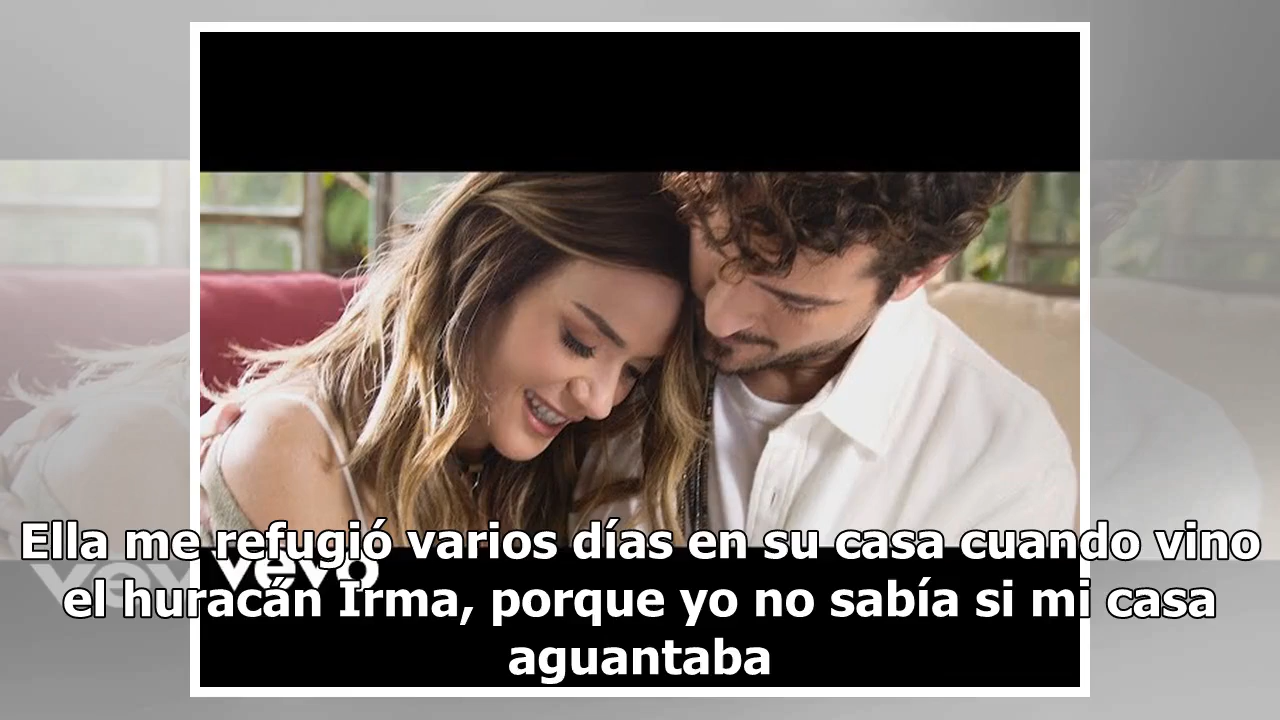 Ella me refugió varios días en su casa cuando vino
el huracán Irma, porque yo no sabía si mi casa
aguantaba
vevo